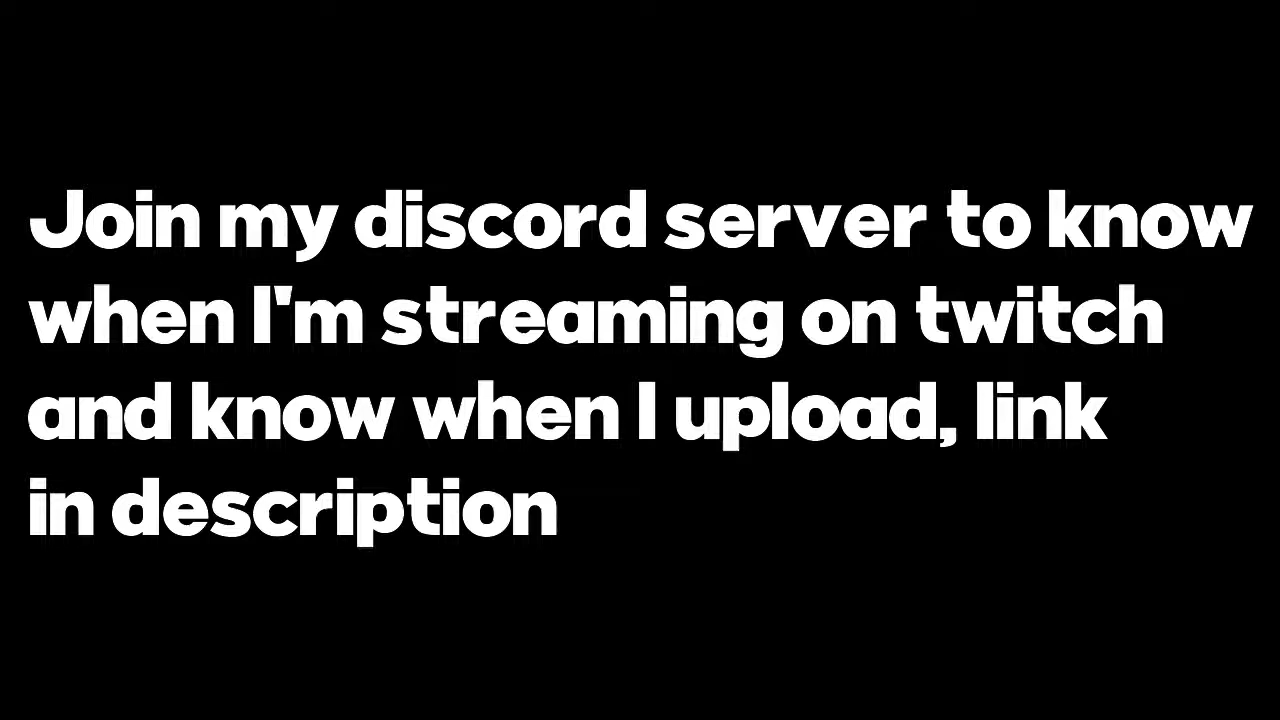 Join my discord server to know
when I'm streaming on twitch
and know when I upload, link
in description